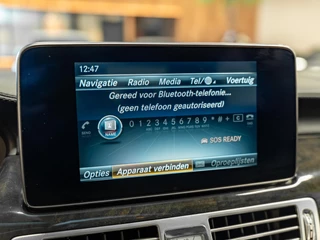 12:47
Navigatie Radio Media Tel/ Voertuig
Gereed voor Bluetooth-telefonie...
(geen telefoon geautoriseerd)
0 1 2 3 4 5 6 7 8 9 * # +
SOS READY
Opties Apparaat verbinden Oproeplijsten